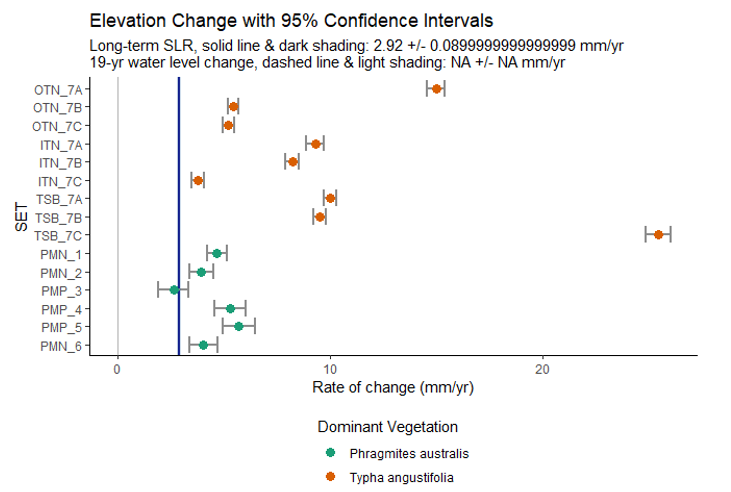 Elevation Change with 95% Confidence Intervals
Long-term SLR, solid line & dark shading: 2.92 +/- 0.0899999999999999 mm/yr
19-yr water level change, dashed line & light shading: NA +/- NA mm/yr
SET
OTN_7A
OTN_7B
OTN_7C
ITN_7A
ITN_7B
ITN_7C
TSB_7A
TSB_7B
TSB_7C
PMN_1
PMN_2
PMP_3
PMP_4
PMP_5
PMN_6
0 10 20
Rate of change (mm/yr)
Dominant Vegetation
Phragmites australis
Typha angustifolia